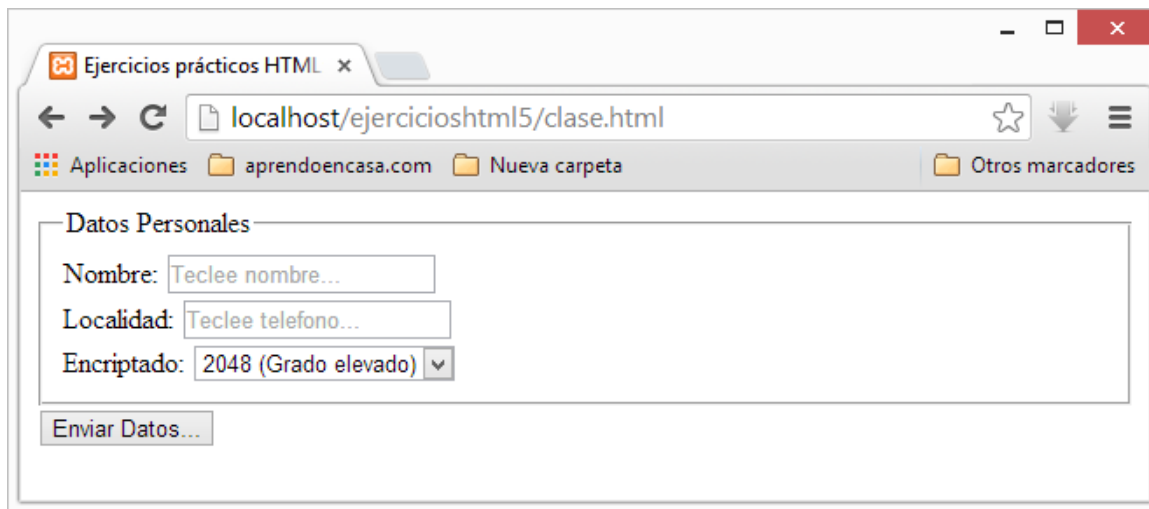 Ejercicios prácticos HTML
localhost/ejercicioshtml5/clase.html
Aplicaciones aprendoencasa.com Nueva carpeta Otros marcadores
Datos Personales
Nombre: Teclee nombre...
Localidad: Teclee telefono...
Encriptado: 2048 (Grado elevado)
Enviar Datos...